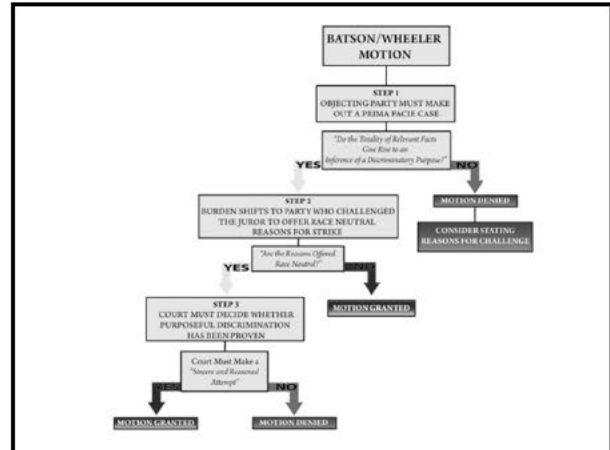 BATSON/WHEELER
MOTION
STEP 1
OBJECTING PARTY MUST MAKE
OUT A PRIMA FACIE CASE
"Do the Totality of Relevant Facts
Give Rise to an
Inference of a Discriminatory Purpose?"
YES
NO
STEP 2
BURDEN SHIFTS TO PARTY WHO CHALLENGED
THE JUROR TO OFFER RACE NEUTRAL
REASONS FOR STRIKE
MOTION DENIED
CONSIDER STATING
REASONS FOR CHALLENGE
"Are the Reasons Offered
Race Neutral?"
YES
NO
STEP 3
COURT MUST DECIDE WHETHER
PURPOSEFUL DISCRIMINATION
HAS BEEN PROVEN
MOTION GRANTED
Court Must Make a
"Sincere and Reasoned
Attempt"
YES
NO
MOTION GRANTED
MOTION DENIED